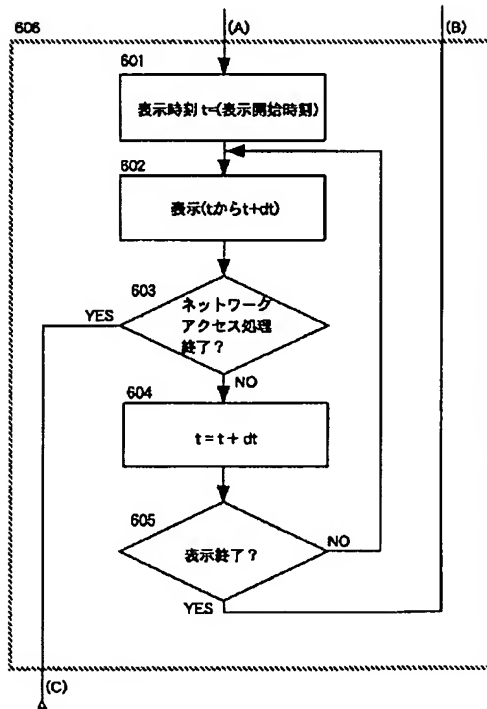 606
(A)
(B)
601
表示時刻 t=(表示開始時刻)
602
表示(tからt+dt)
603
YES
ネットワーク
アクセス処理
終了?
NO
604
t = t + dt
605
表示終了?
NO
YES
(C)